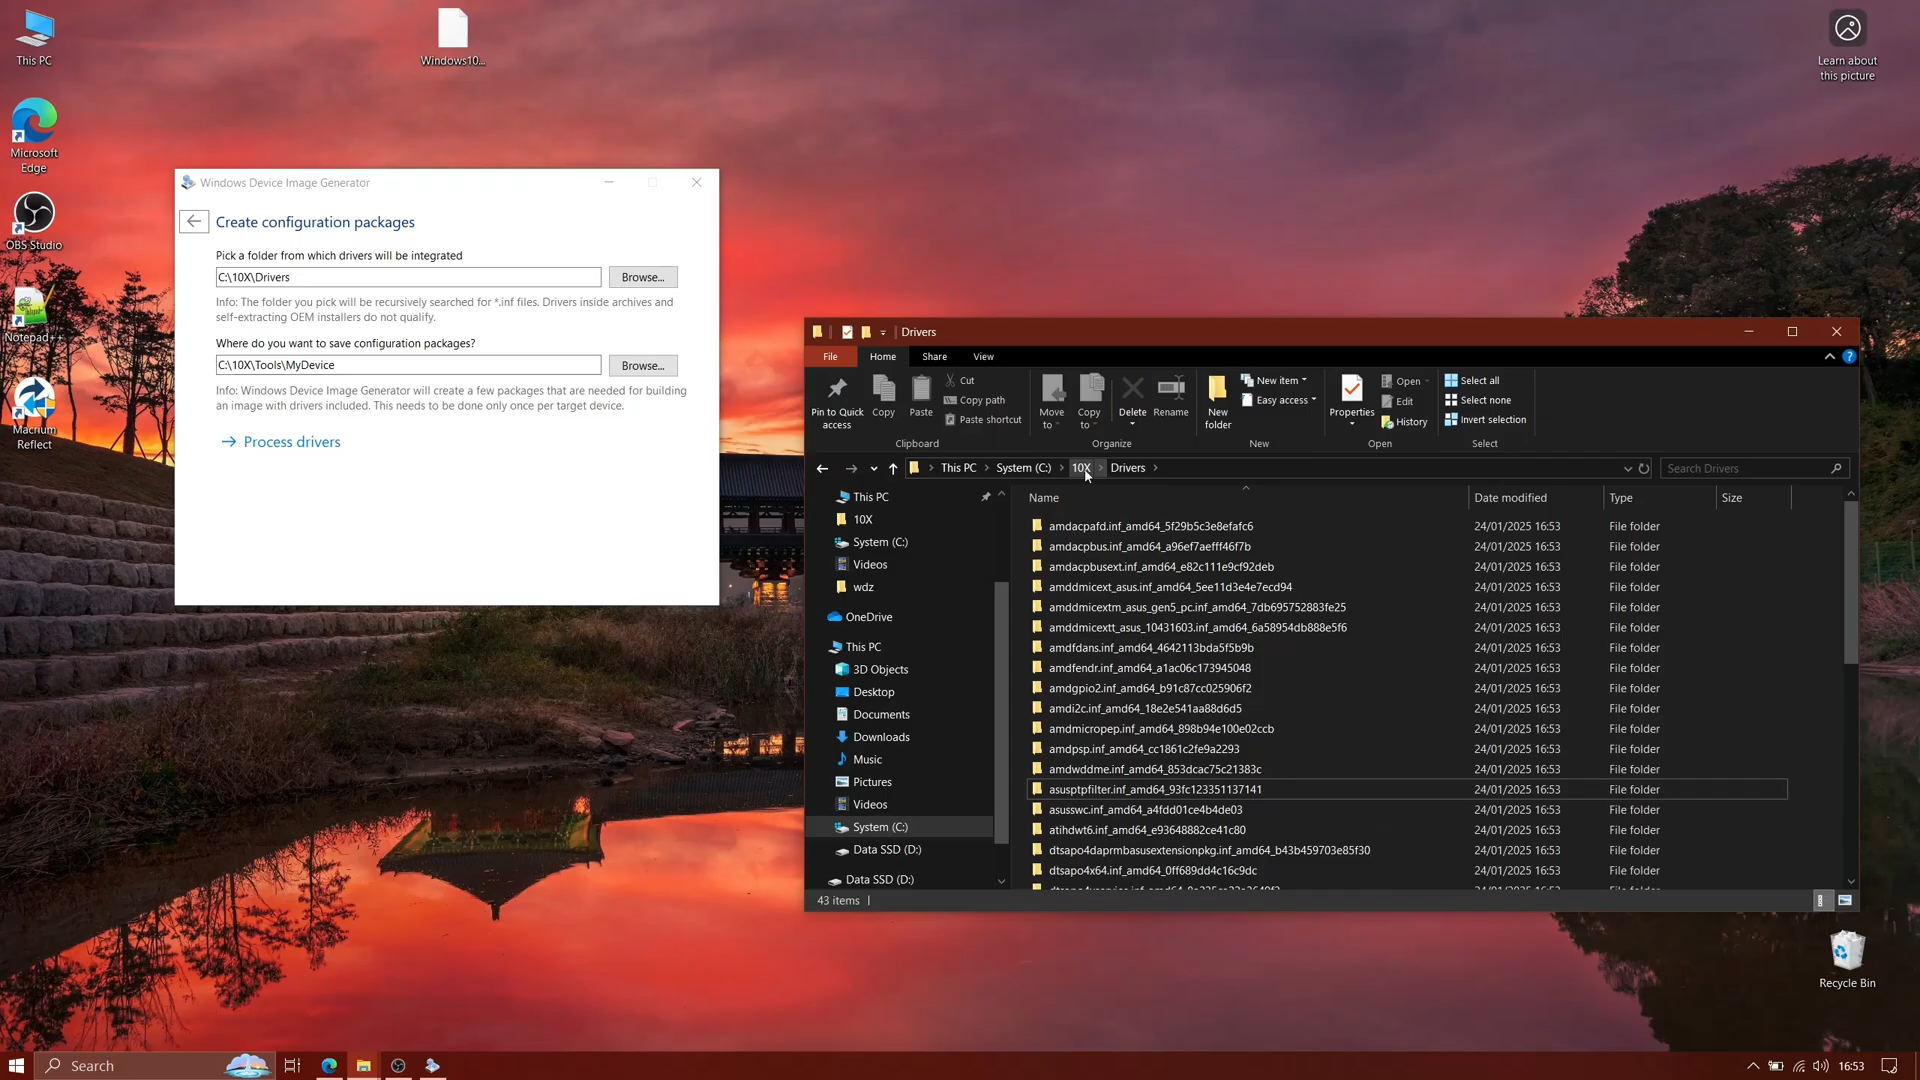 This PC
Windows10...
Learn about
this picture
Microsoft
Edge
OBS Studio
Notepad++
Macrium
Reflect
Windows Device Image Generator
Create configuration packages
Pick a folder from which drivers will be integrated
C:\10X\Drivers
Browse...
Info: The folder you pick will be recursively searched for *.inf files. Drivers inside archives and
self-extracting OEM installers do not qualify.
Where do you want to save configuration packages?
C:\10X\Tools\MyDevice
Browse...
Info: Windows Device Image Generator will create a few packages that are needed for building
an image with drivers included. This needs to be done only once per target device.
Process drivers
Drivers
File Home Share View
Pin to Quick
access
Copy
Paste
Cut
Copy path
Paste shortcut
Clipboard
Move
to
Copy
to
Delete
Rename
Organize
New
folder
New item
Easy access
New
Properties
Open
Edit
History
Open
Select all
Select none
Invert selection
Select
This PC System (C:) 10X Drivers
Search Drivers
This PC
10X
System (C:)
Videos
wdz
OneDrive
This PC
3D Objects
Desktop
Documents
Downloads
Music
Pictures
Videos
System (C:)
Data SSD (D:)
Data SSD (D:)
Name Date modified Type Size
amdacpafd.inf_amd64_5f29b5c3e8efafc6 24/01/2025 16:53 File folder
amdacpbus.inf_amd64_a96ef7aefff46f7b 24/01/2025 16:53 File folder
amdacpbusext.inf_amd64_e82c111e9cf92deb 24/01/2025 16:53 File folder
amddmicext_asus.inf_amd64_5ee11d3e4e7ecd94 24/01/2025 16:53 File folder
amddmicextm_asus_gen5_pc.inf_amd64_7db695752883fe25 24/01/2025 16:53 File folder
amddmicextt_asus_10431603.inf_amd64_6a58954db888e5f6 24/01/2025 16:53 File folder
amdfdans.inf_amd64_4642113bda5f5b9b 24/01/2025 16:53 File folder
amdfendr.inf_amd64_a1ac06c173945048 24/01/2025 16:53 File folder
amdgpio2.inf_amd64_b91c87cc025906f2 24/01/2025 16:53 File folder
amdi2c.inf_amd64_18e2e541aa88d6d5 24/01/2025 16:53 File folder
amdmicropep.inf_amd64_898b94e100e02ccb 24/01/2025 16:53 File folder
amdpsp.inf_amd64_cc1861c2fe9a2293 24/01/2025 16:53 File folder
amdwddme.inf_amd64_853dcac75c21383c 24/01/2025 16:53 File folder
asusptpfilter.inf_amd64_93fc123351137141 24/01/2025 16:53 File folder
asusswc.inf_amd64_a4fdd01ce4b4de03 24/01/2025 16:53 File folder
atihdwt6.inf_amd64_e93648882ce41c80 24/01/2025 16:53 File folder
dtsapo4daprmbasusextensionpkg.inf_amd64_b43b459703e85f30 24/01/2025 16:53 File folder
dtsapo4x64.inf_amd64_0ff689dd4c16c9dc 24/01/2025 16:53 File folder
43 items
Recycle Bin
Search
16:53